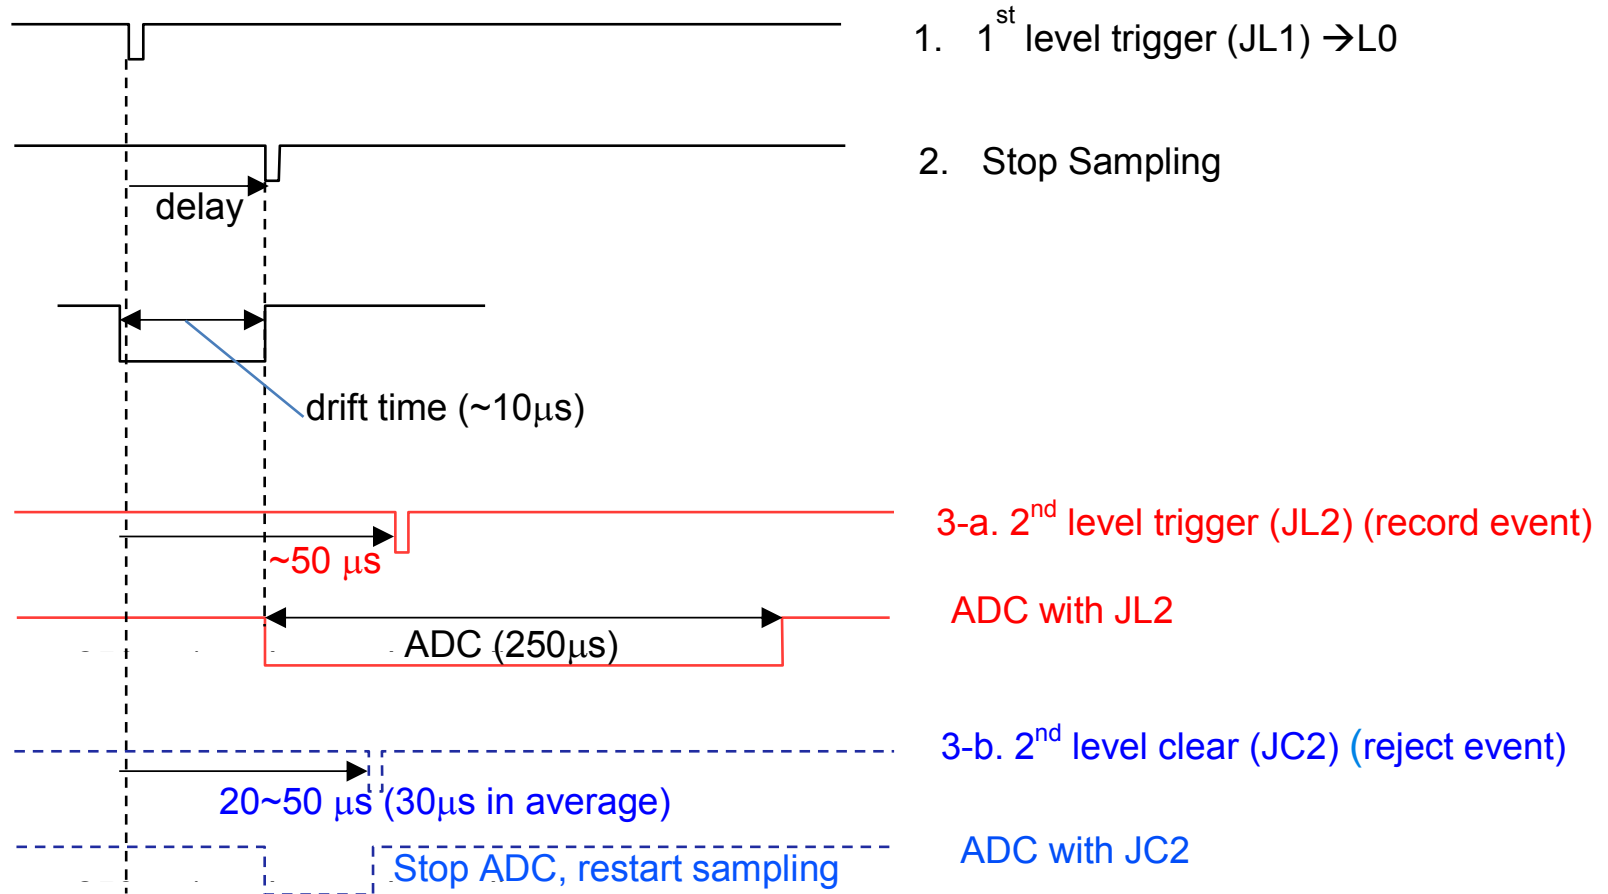 1. 1st level trigger (JL1) →L0
2. Stop Sampling
delay
drift time (~10μs)
3-a. 2nd level trigger (JL2) (record event)
~50 μs
ADC with JL2
ADC (250μs)
3-b. 2nd level clear (JC2) (reject event)
20~50 μs (30μs in average)
ADC with JC2
Stop ADC, restart sampling